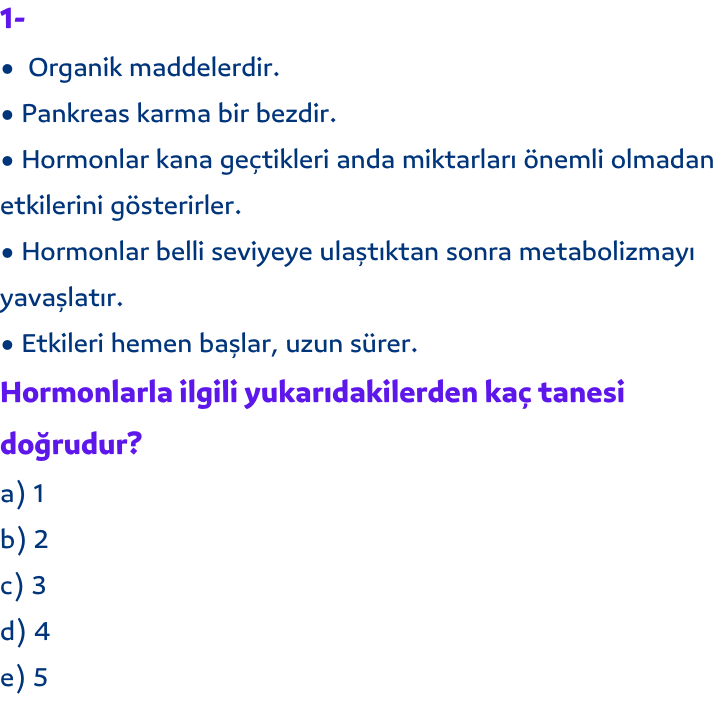 1-
● Organik maddelerdir.
● Pankreas karma bir bezdir.
● Hormonlar kana geçtikleri anda miktarları önemli olmadan
etkilerini gösterirler.
● Hormonlar belli seviyeye ulaştıktan sonra metabolizmayı
yavaşlatır.
● Etkileri hemen başlar, uzun sürer.
Hormonlarla ilgili yukarıdakilerden kaç tanesi
doğrudur?
a) 1
b) 2
c) 3
d) 4
e) 5